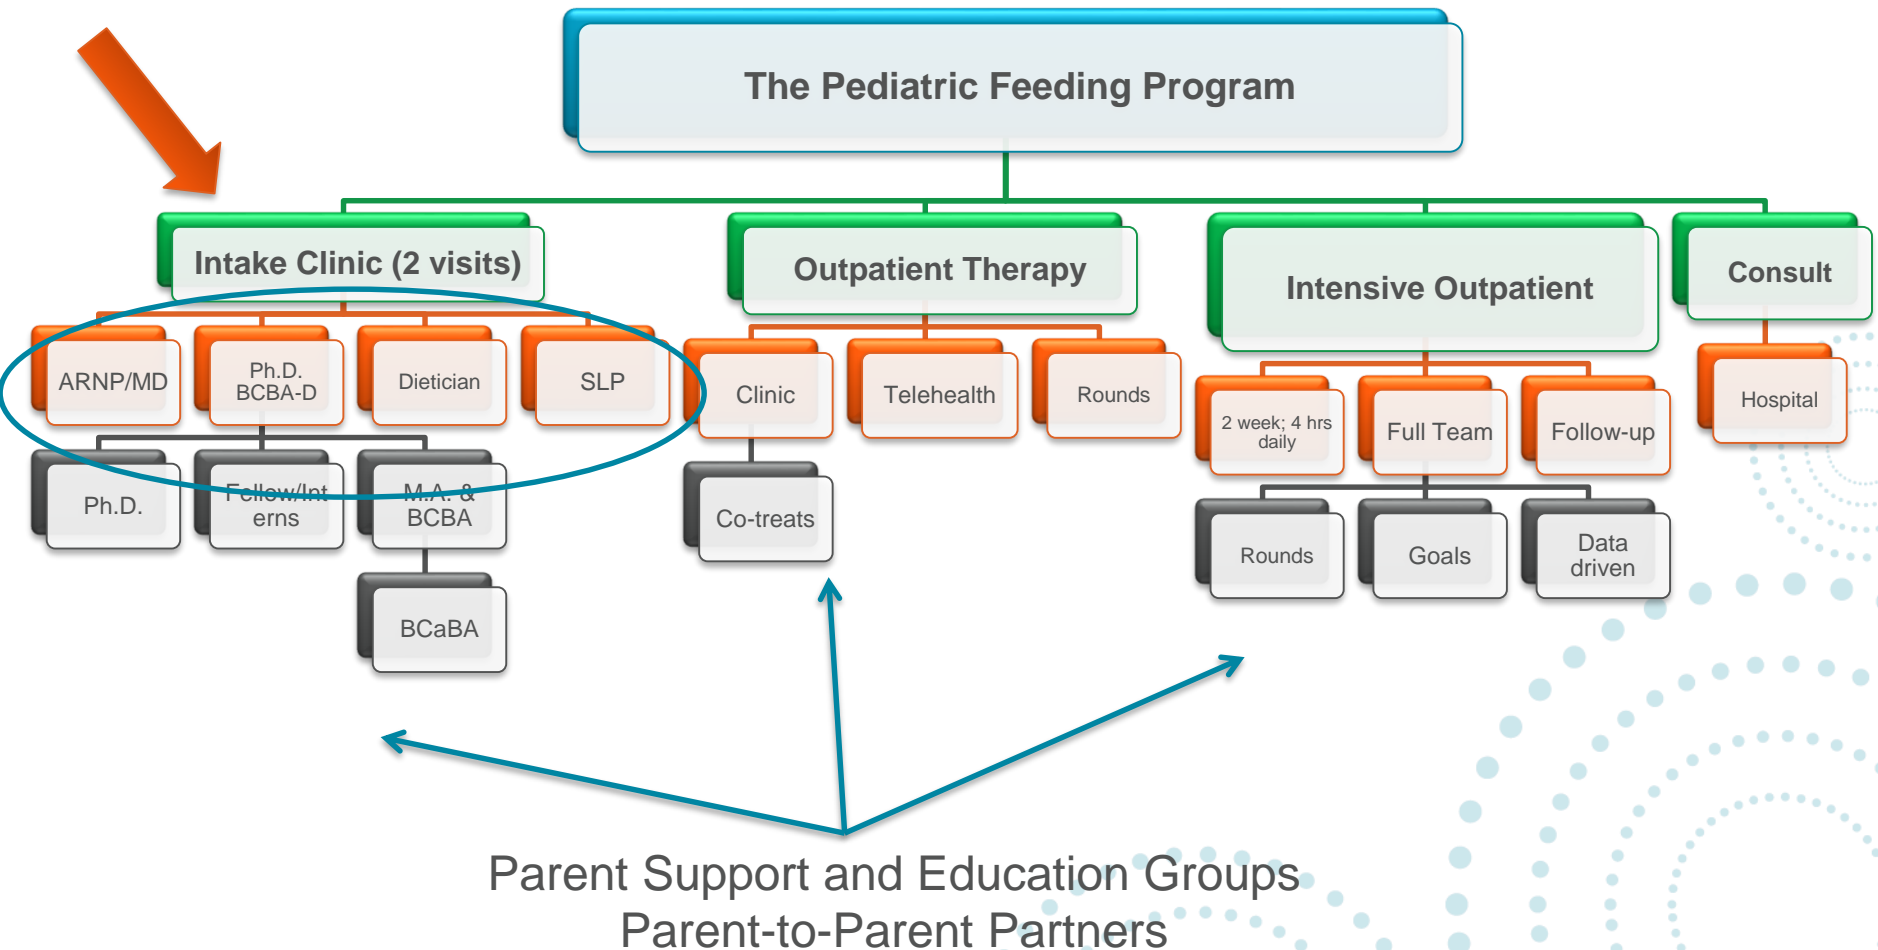 The Pediatric Feeding Program
Intake Clinic (2 visits)
Outpatient Therapy
Intensive Outpatient
Consult
ARNP/MD
Ph.D.
BCBA-D
Dietician
SLP
Clinic
Telehealth
Rounds
2 week; 4 hrs
daily
Full Team
Follow-up
Hospital
Ph.D.
Fellow/Int
erns
M.A. &
BCBA
Co-treats
Rounds
Goals
Data
driven
BCaBA
Parent Support and Education Groups
Parent-to-Parent Partners